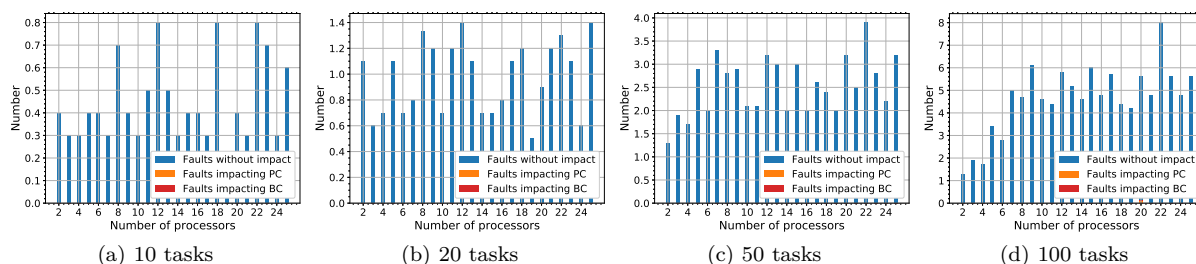 0.8
0.7
0.6
0.5
0.4
0.3
0.2
0.1
0.0
Number
2 4 6 8 10 12 14 16 18 20 22 24
Number of processors
Faults without impact
Faults impacting PC
Faults impacting BC
(a) 10 tasks
1.4
1.2
1.0
0.8
0.6
0.4
0.2
0.0
Number
2 4 6 8 10 12 14 16 18 20 22 24
Number of processors
Faults without impact
Faults impacting PC
Faults impacting BC
(b) 20 tasks
4.0
3.5
3.0
2.5
2.0
1.5
1.0
0.5
0.0
Number
2 4 6 8 10 12 14 16 18 20 22 24
Number of processors
Faults without impact
Faults impacting PC
Faults impacting BC
(c) 50 tasks
8
7
6
5
4
3
2
1
0
Number
2 4 6 8 10 12 14 16 18 20 22 24
Number of processors
Faults without impact
Faults impacting PC
Faults impacting BC
(d) 100 tasks